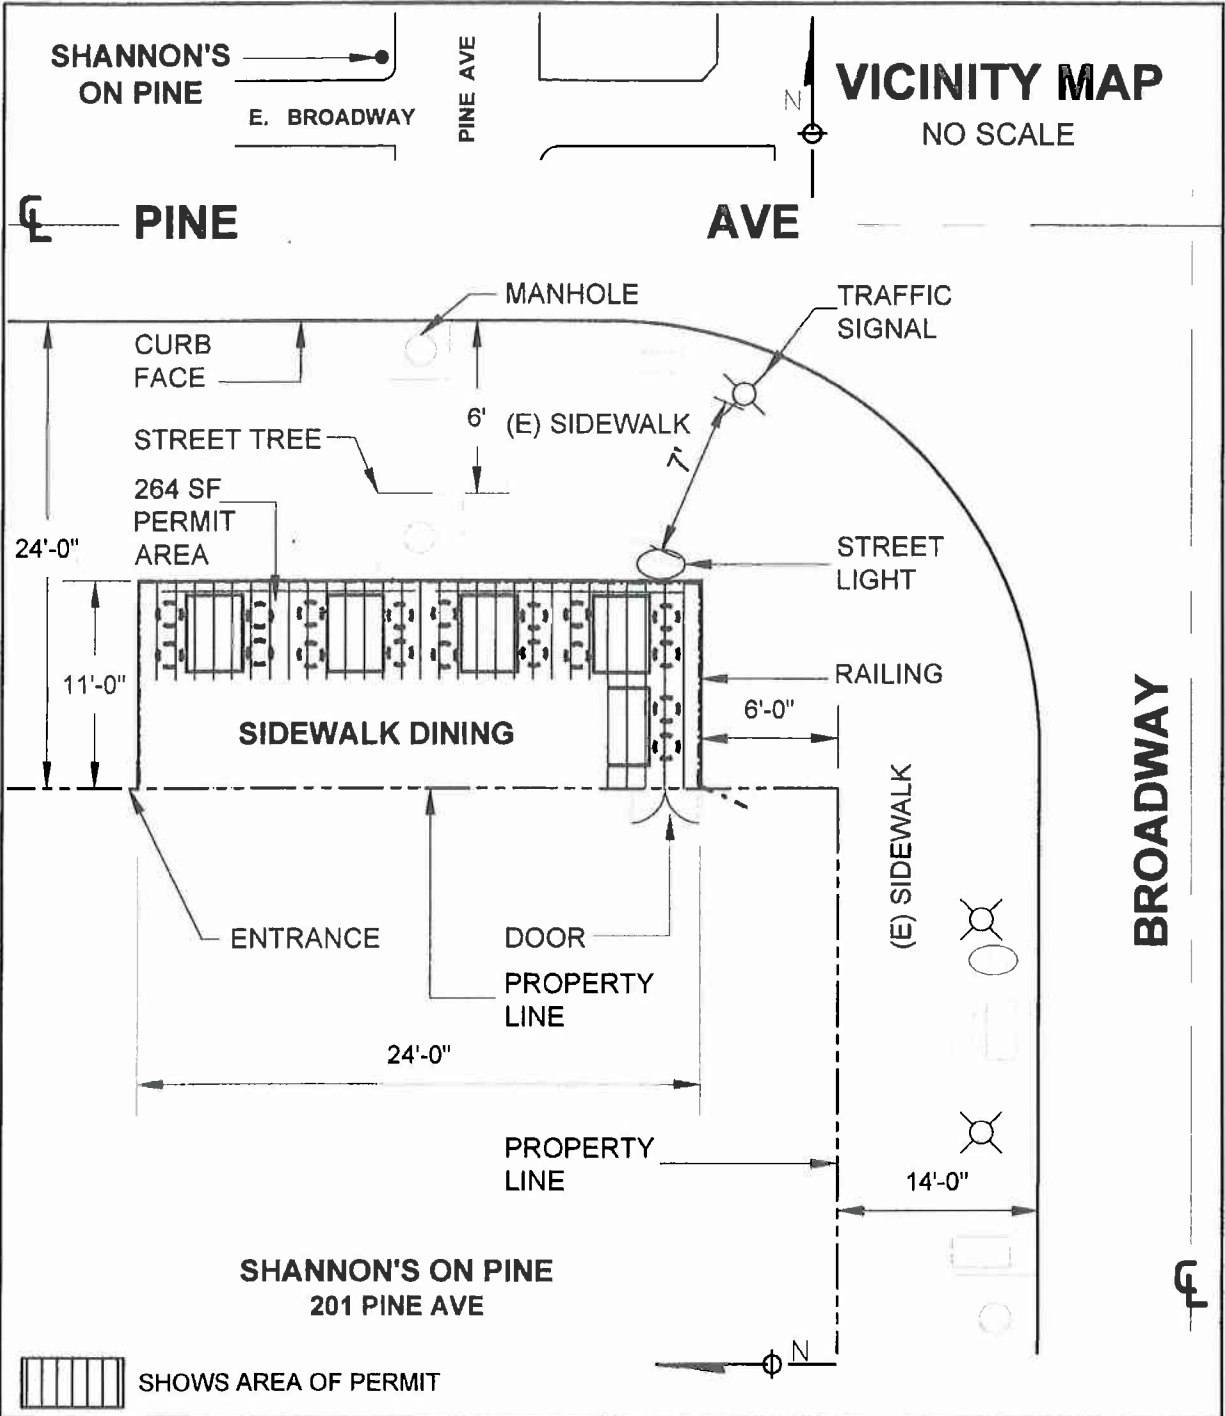 SHANNON'S
ON PINE
E. BROADWAY
PINE AVE
N
VICINITY MAP
NO SCALE
CL PINE AVE
MANHOLE
TRAFFIC
SIGNAL
CURB
FACE
6'
(E) SIDEWALK
STREET TREE
7'
264 SF
PERMIT
AREA
24'-0"
STREET
LIGHT
11'-0"
RAILING
6'-0"
SIDEWALK DINING
BROADWAY
(E) SIDEWALK
ENTRANCE
DOOR
PROPERTY
LINE
24'-0"
PROPERTY
LINE
14'-0"
SHANNON'S ON PINE
201 PINE AVE
CL
N
SHOWS AREA OF PERMIT